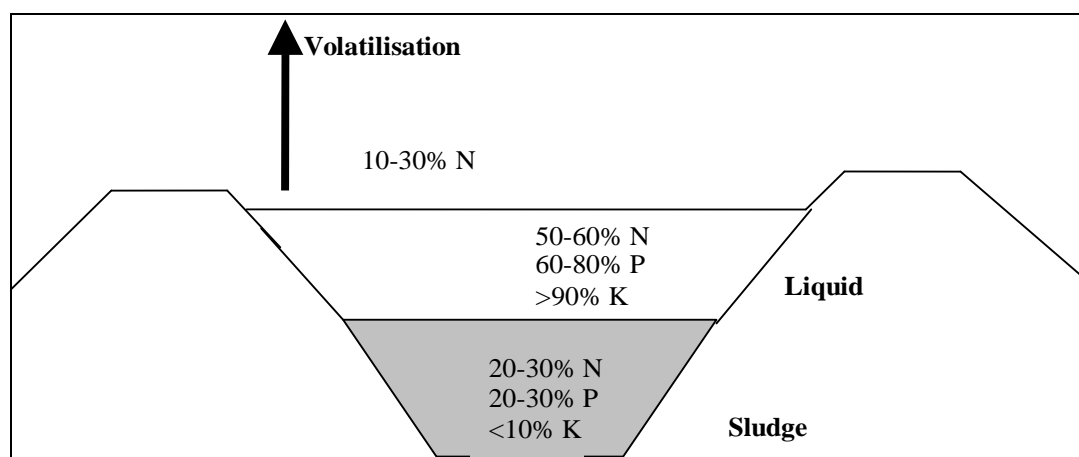 Volatilisation
10-30% N
50-60% N
60-80% P
>90% K
Liquid
20-30% N
20-30% P
<10% K
Sludge